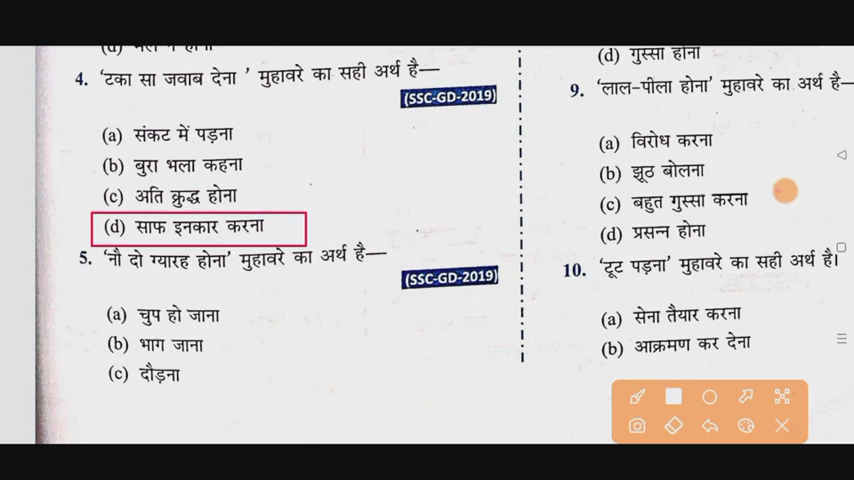 4. 'टका सा जवाब देना ' मुहावरे का सही अर्थ है—
(SSC-GD-2019)
(a) संकट में पड़ना
(b) बुरा भला कहना
(c) अति क्रुद्ध होना
(d) साफ इनकार करना
5. 'नौ दो ग्यारह होना' मुहावरे का अर्थ है—
(SSC-GD-2019)
(a) चुप हो जाना
(b) भाग जाना
(c) दौड़ना
(d) गुस्सा होना
9. 'लाल-पीला होना' मुहावरे का अर्थ है—
(a) विरोध करना
(b) झूठ बोलना
(c) बहुत गुस्सा करना
(d) प्रसन्न होना
10. 'टूट पड़ना' मुहावरे का सही अर्थ है।
(a) सेना तैयार करना
(b) आक्रमण कर देना